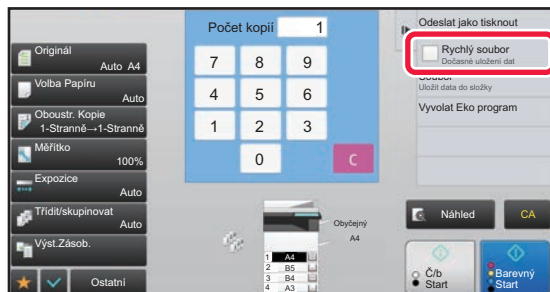 Počet kopií 1
Originál
Auto A4
Volba Papíru
Auto
Oboustr. Kopie
1-Stranně→1-Stranně
Měřítko
100%
Expozice
Auto
Třídit/skupinovat
Auto
Výst.Zásob.
Ostatní
7 8 9
4 5 6
1 2 3
0 C
Obyčejný
A4
1 A4
2 B5
3 B4
4 A3
Odeslat jako tisknout
Rychlý soubor
Dočasné uložení dat
Soubor
Uložit data do složky
Vyvolat Eko program
Náhled
CA
Č/b
Start
Barevný
Start